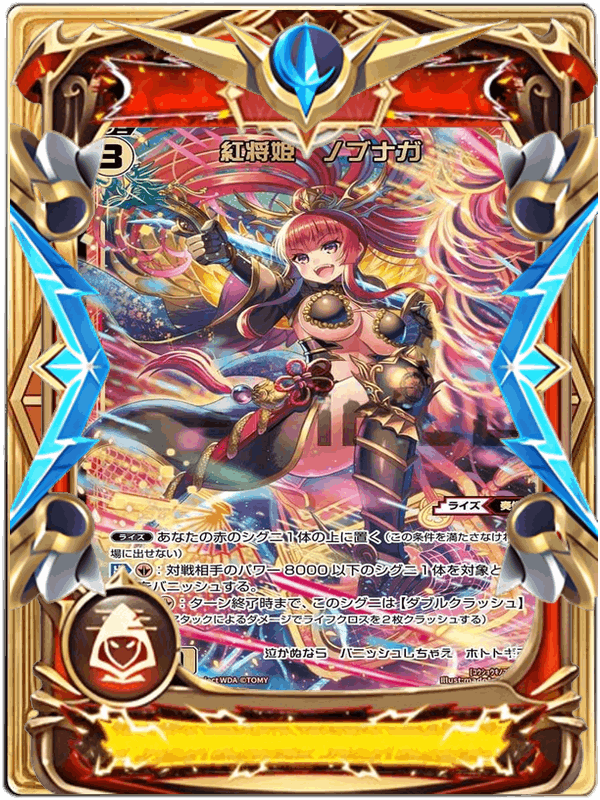 3
紅将姫 ノブナガ
ライズ 炎
ライズ あなたの赤のシグニ1体の上に置く(この条件を満たさなけれ
場に出せない)
:対戦相手のパワー8000以下のシグニ1体を対象と
をバニッシュする。
:ターン終了時まで、このシグニは【ダブルクラッシュ】
アタックによるダメージでライフクロスを2枚クラッシュする)
泣かぬなら バニッシュしちゃえ ホトトギ
ject WDA ©TOMY